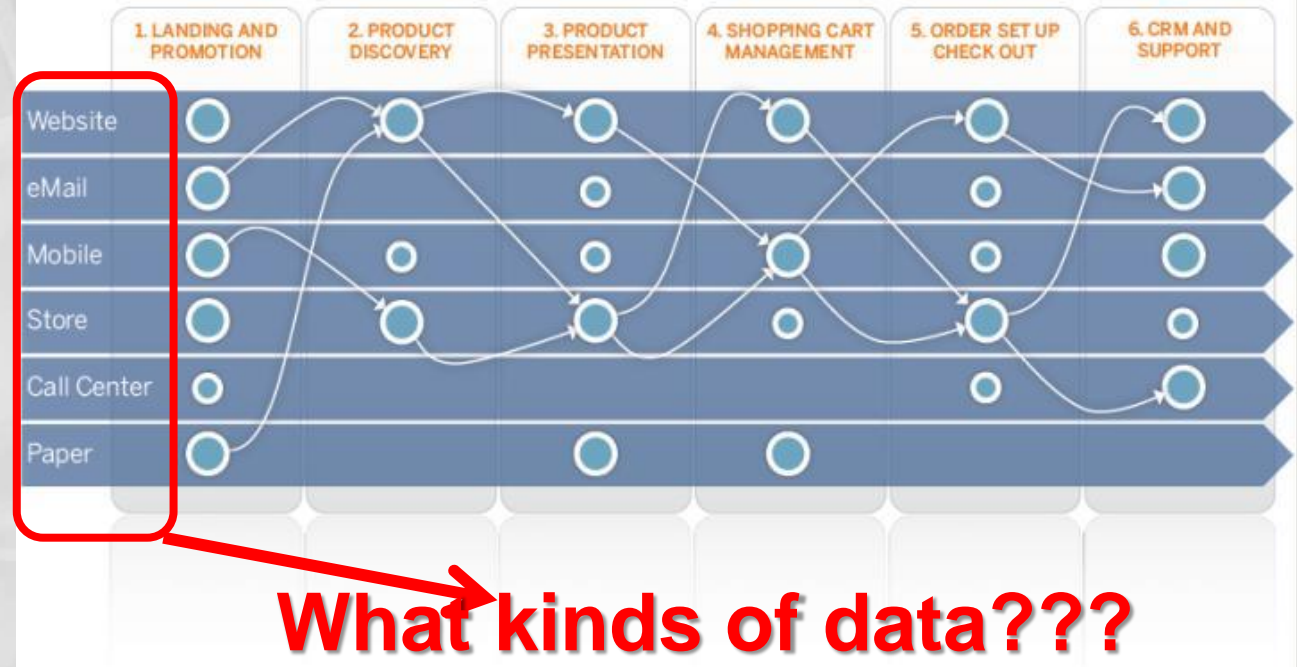 1. LANDING AND
PROMOTION
2. PRODUCT
DISCOVERY
3. PRODUCT
PRESENTATION
4. SHOPPING CART
MANAGEMENT
5. ORDER SET UP
CHECK OUT
6. CRM AND
SUPPORT
Website
eMail
Mobile
Store
Call Center
Paper
What kinds of data???